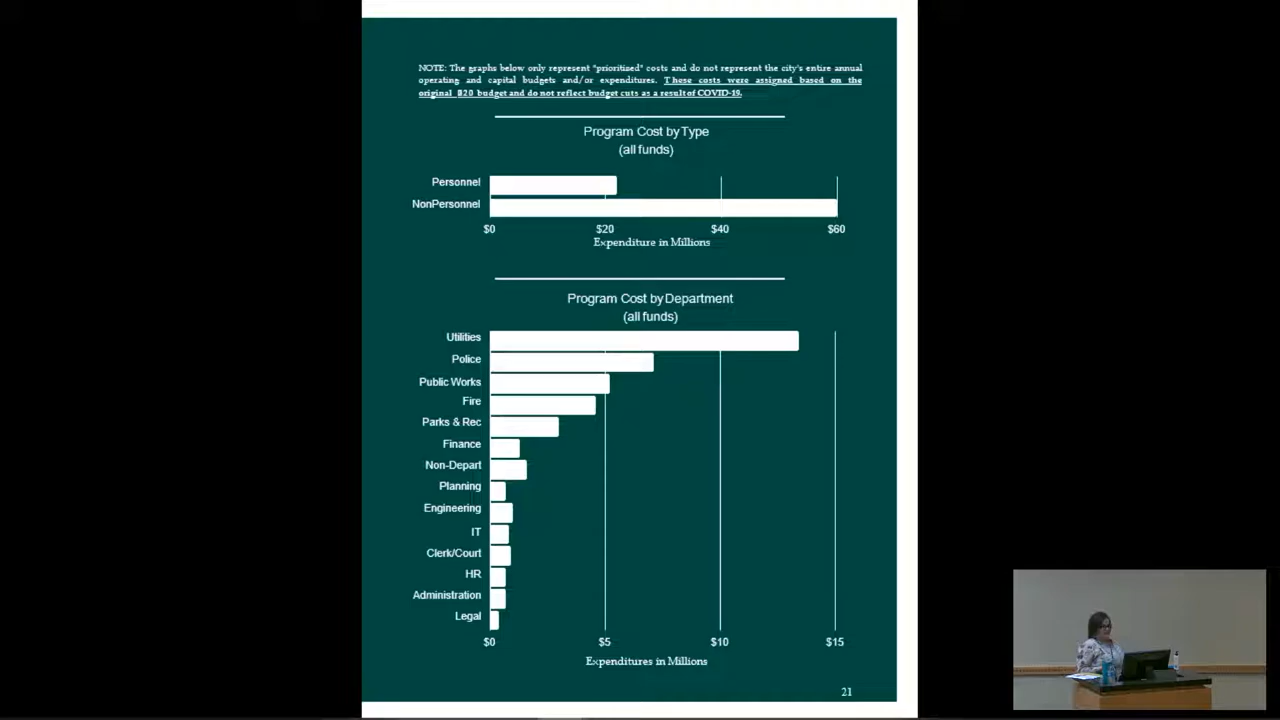 NOTE: The graphs below only represent "prioritized" costs and do not represent the city's entire annual
operating and capital budgets and/or expenditures. These costs were assigned based on the
original 020 budget and do not reflect budget cuts as a result of COVID-19.
Program Cost by Type
(all funds)
Personnel
NonPersonnel
$0 $20 $40 $60
Expenditure in Millions
Program Cost by Department
(all funds)
Utilities
Police
Public Works
Fire
Parks & Rec
Finance
Non-Depart
Planning
Engineering
IT
Clerk/Court
HR
Administration
Legal
$0 $5 $10 $15
Expenditures in Millions
21